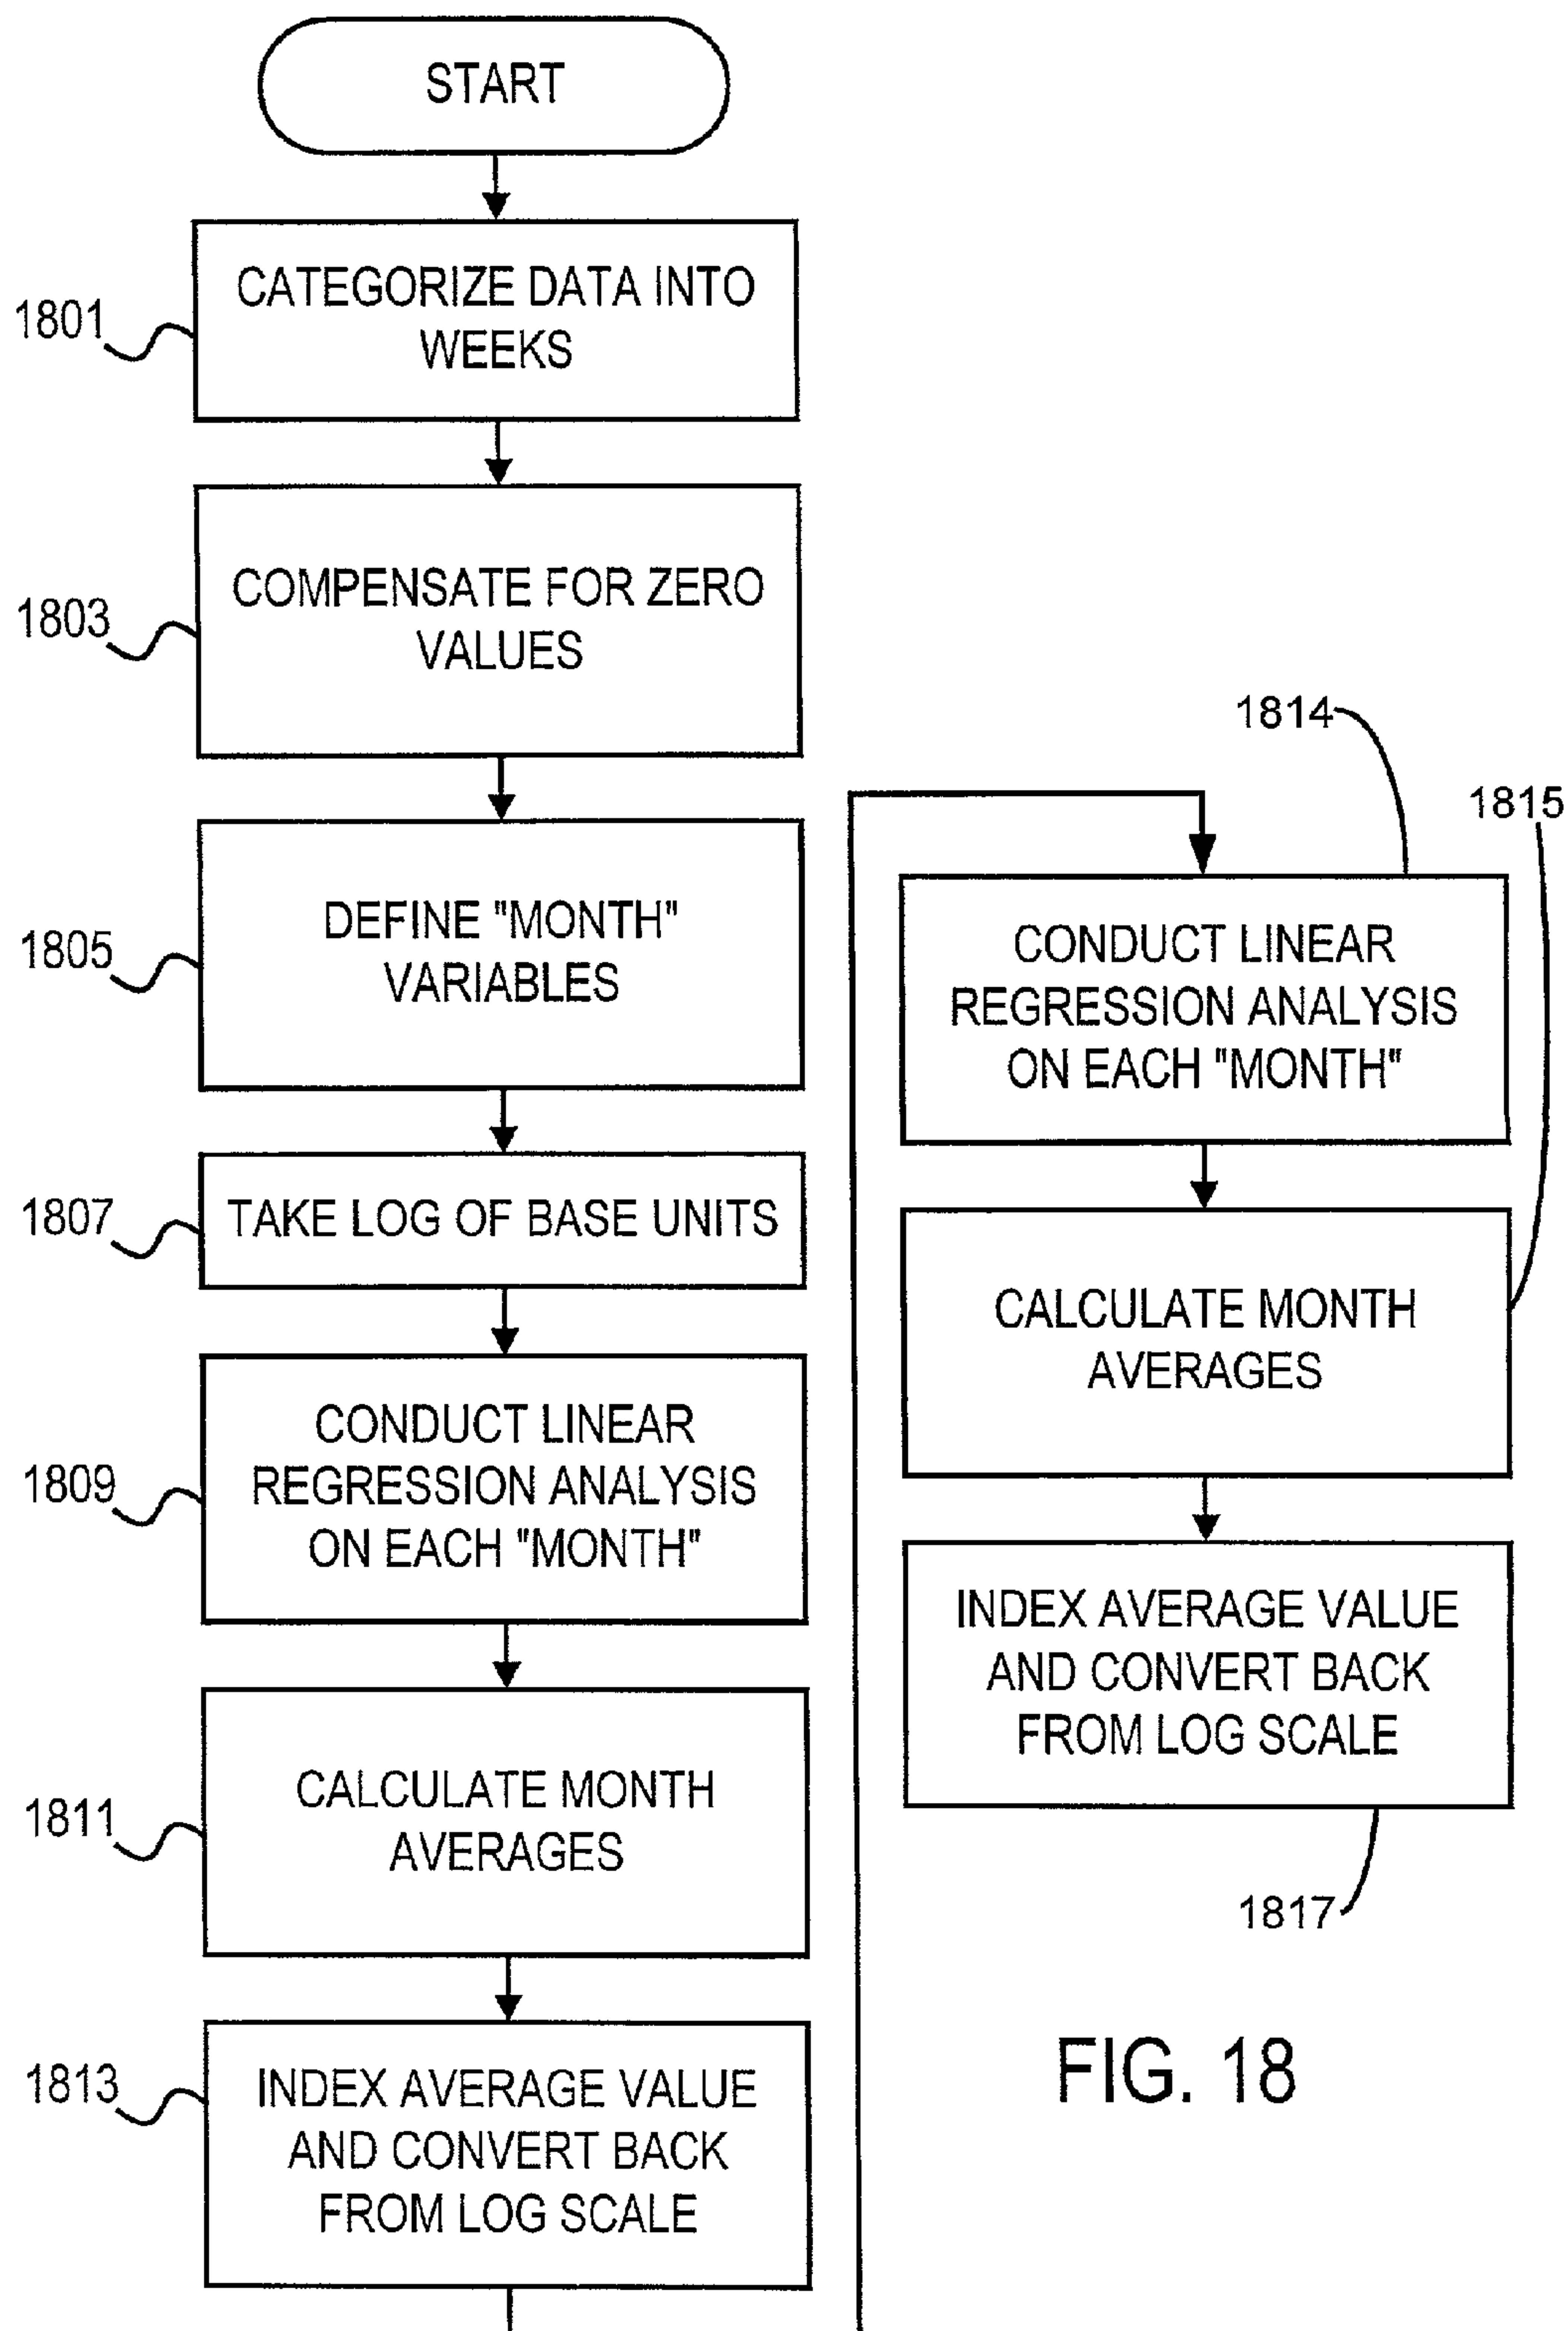 START
1801
CATEGORIZE DATA INTO
WEEKS
1803
COMPENSATE FOR ZERO
VALUES
1805
DEFINE "MONTH"
VARIABLES
1807
TAKE LOG OF BASE UNITS
1809
CONDUCT LINEAR
REGRESSION ANALYSIS
ON EACH "MONTH"
1811
CALCULATE MONTH
AVERAGES
1813
INDEX AVERAGE VALUE
AND CONVERT BACK
FROM LOG SCALE
1814
CONDUCT LINEAR
REGRESSION ANALYSIS
ON EACH "MONTH"
1815
CALCULATE MONTH
AVERAGES
INDEX AVERAGE VALUE
AND CONVERT BACK
FROM LOG SCALE
1817
FIG. 18